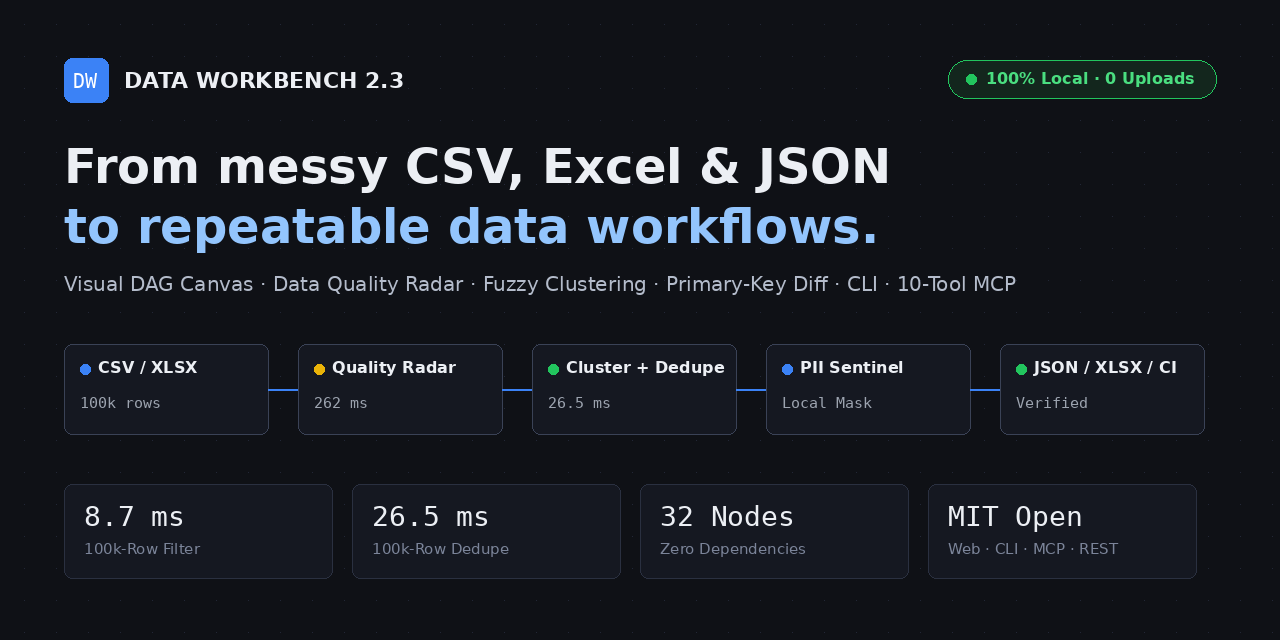 DW DATA WORKBENCH 2.3
100% Local · 0 Uploads
From messy CSV, Excel & JSON
to repeatable data workflows.
Visual DAG Canvas · Data Quality Radar · Fuzzy Clustering · Primary-Key Diff · CLI · 10-Tool MCP
CSV / XLSX
100k rows
Quality Radar
262 ms
Cluster + Dedupe
26.5 ms
PII Sentinel
Local Mask
JSON / XLSX / CI
Verified
8.7 ms
100k-Row Filter
26.5 ms
100k-Row Dedupe
32 Nodes
Zero Dependencies
MIT Open
Web · CLI · MCP · REST